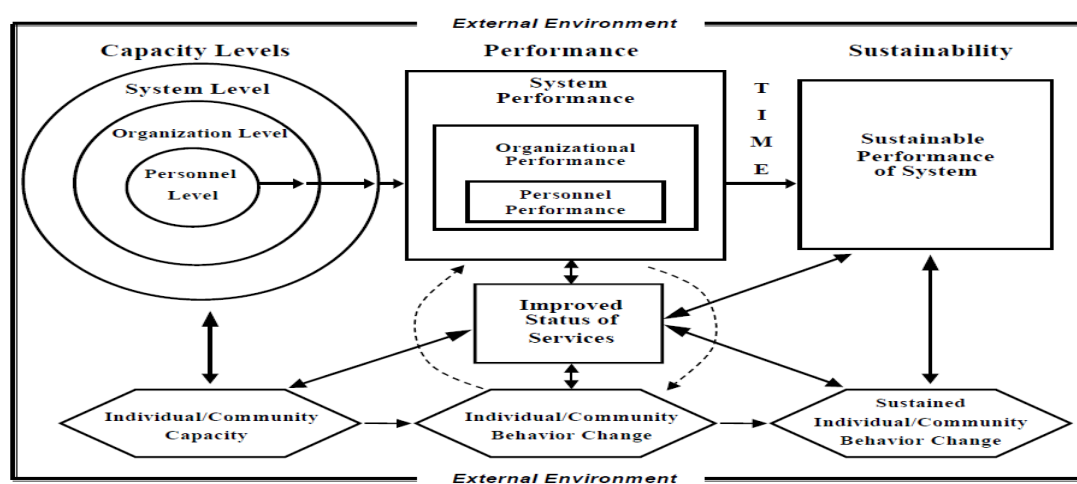 External Environment
Capacity Levels
Performance
Sustainability
System Level
Organization Level
Personnel
Level
System
Performance
Organizational
Performance
Personnel
Performance
T
I
M
E
Sustainable
Performance
of System
Improved
Status of
Services
Individual/Community
Capacity
Individual/Community
Behavior Change
Sustained
Individual/Community
Behavior Change
External Environment